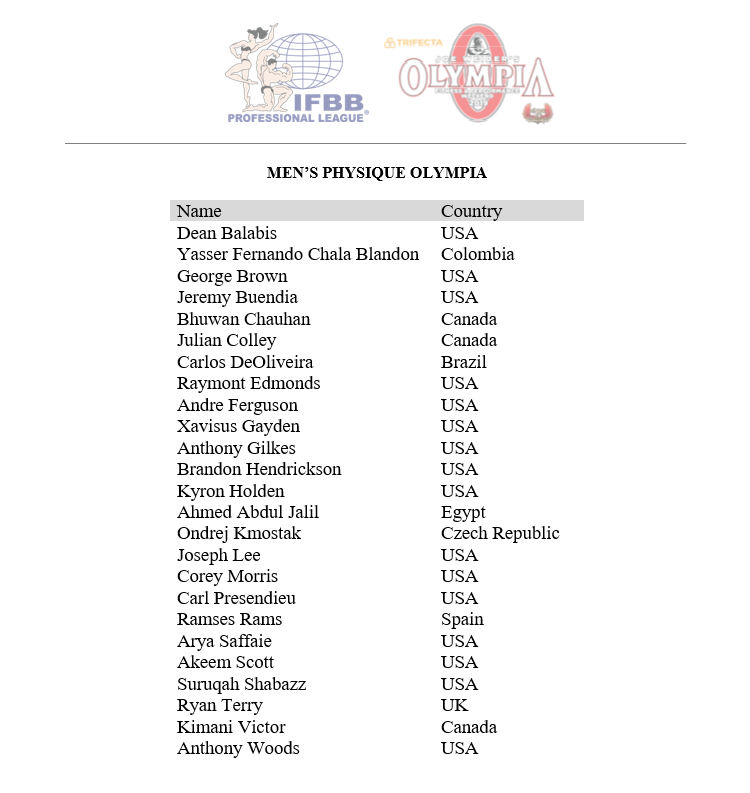 IFBB®
PROFESSIONAL LEAGUE
TRIFECTA
JOE WEIDER'S
OLYMPIA
MEN'S PHYSIQUE OLYMPIA
Name Country
Dean Balabis USA
Yasser Fernando Chala Blandon Colombia
George Brown USA
Jeremy Buendia USA
Bhuwan Chauhan Canada
Julian Colley Canada
Carlos DeOliveira Brazil
Raymont Edmonds USA
Andre Ferguson USA
Xavisus Gayden USA
Anthony Gilkes USA
Brandon Hendrickson USA
Kyron Holden USA
Ahmed Abdul Jalil Egypt
Ondrej Kmostak Czech Republic
Joseph Lee USA
Corey Morris USA
Carl Presendieu USA
Ramses Rams Spain
Arya Saffaie USA
Akeem Scott USA
Suruqah Shabazz USA
Ryan Terry UK
Kimani Victor Canada
Anthony Woods USA